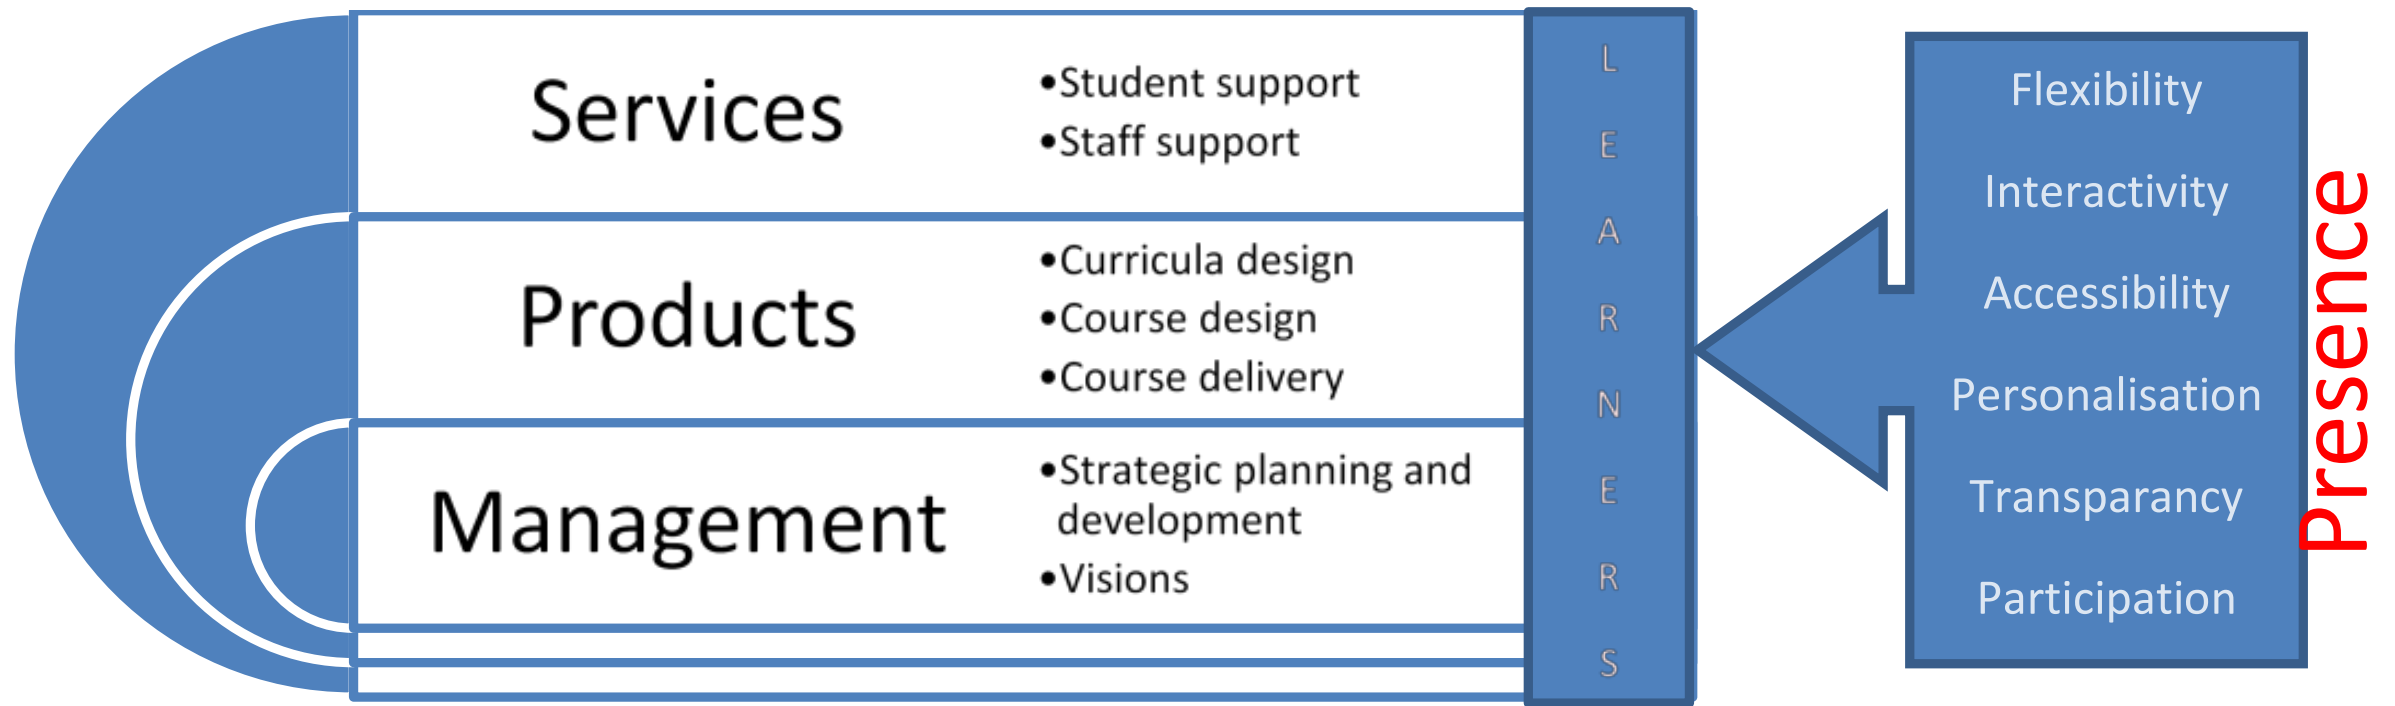 Services
•Student support
•Staff support
Products
•Curricula design
•Course design
•Course delivery
Management
•Strategic planning and
development
•Visions
LEARNERS
Flexibility
Interactivity
Accessibility
Personalisation
Transparancy
Participation
Presence